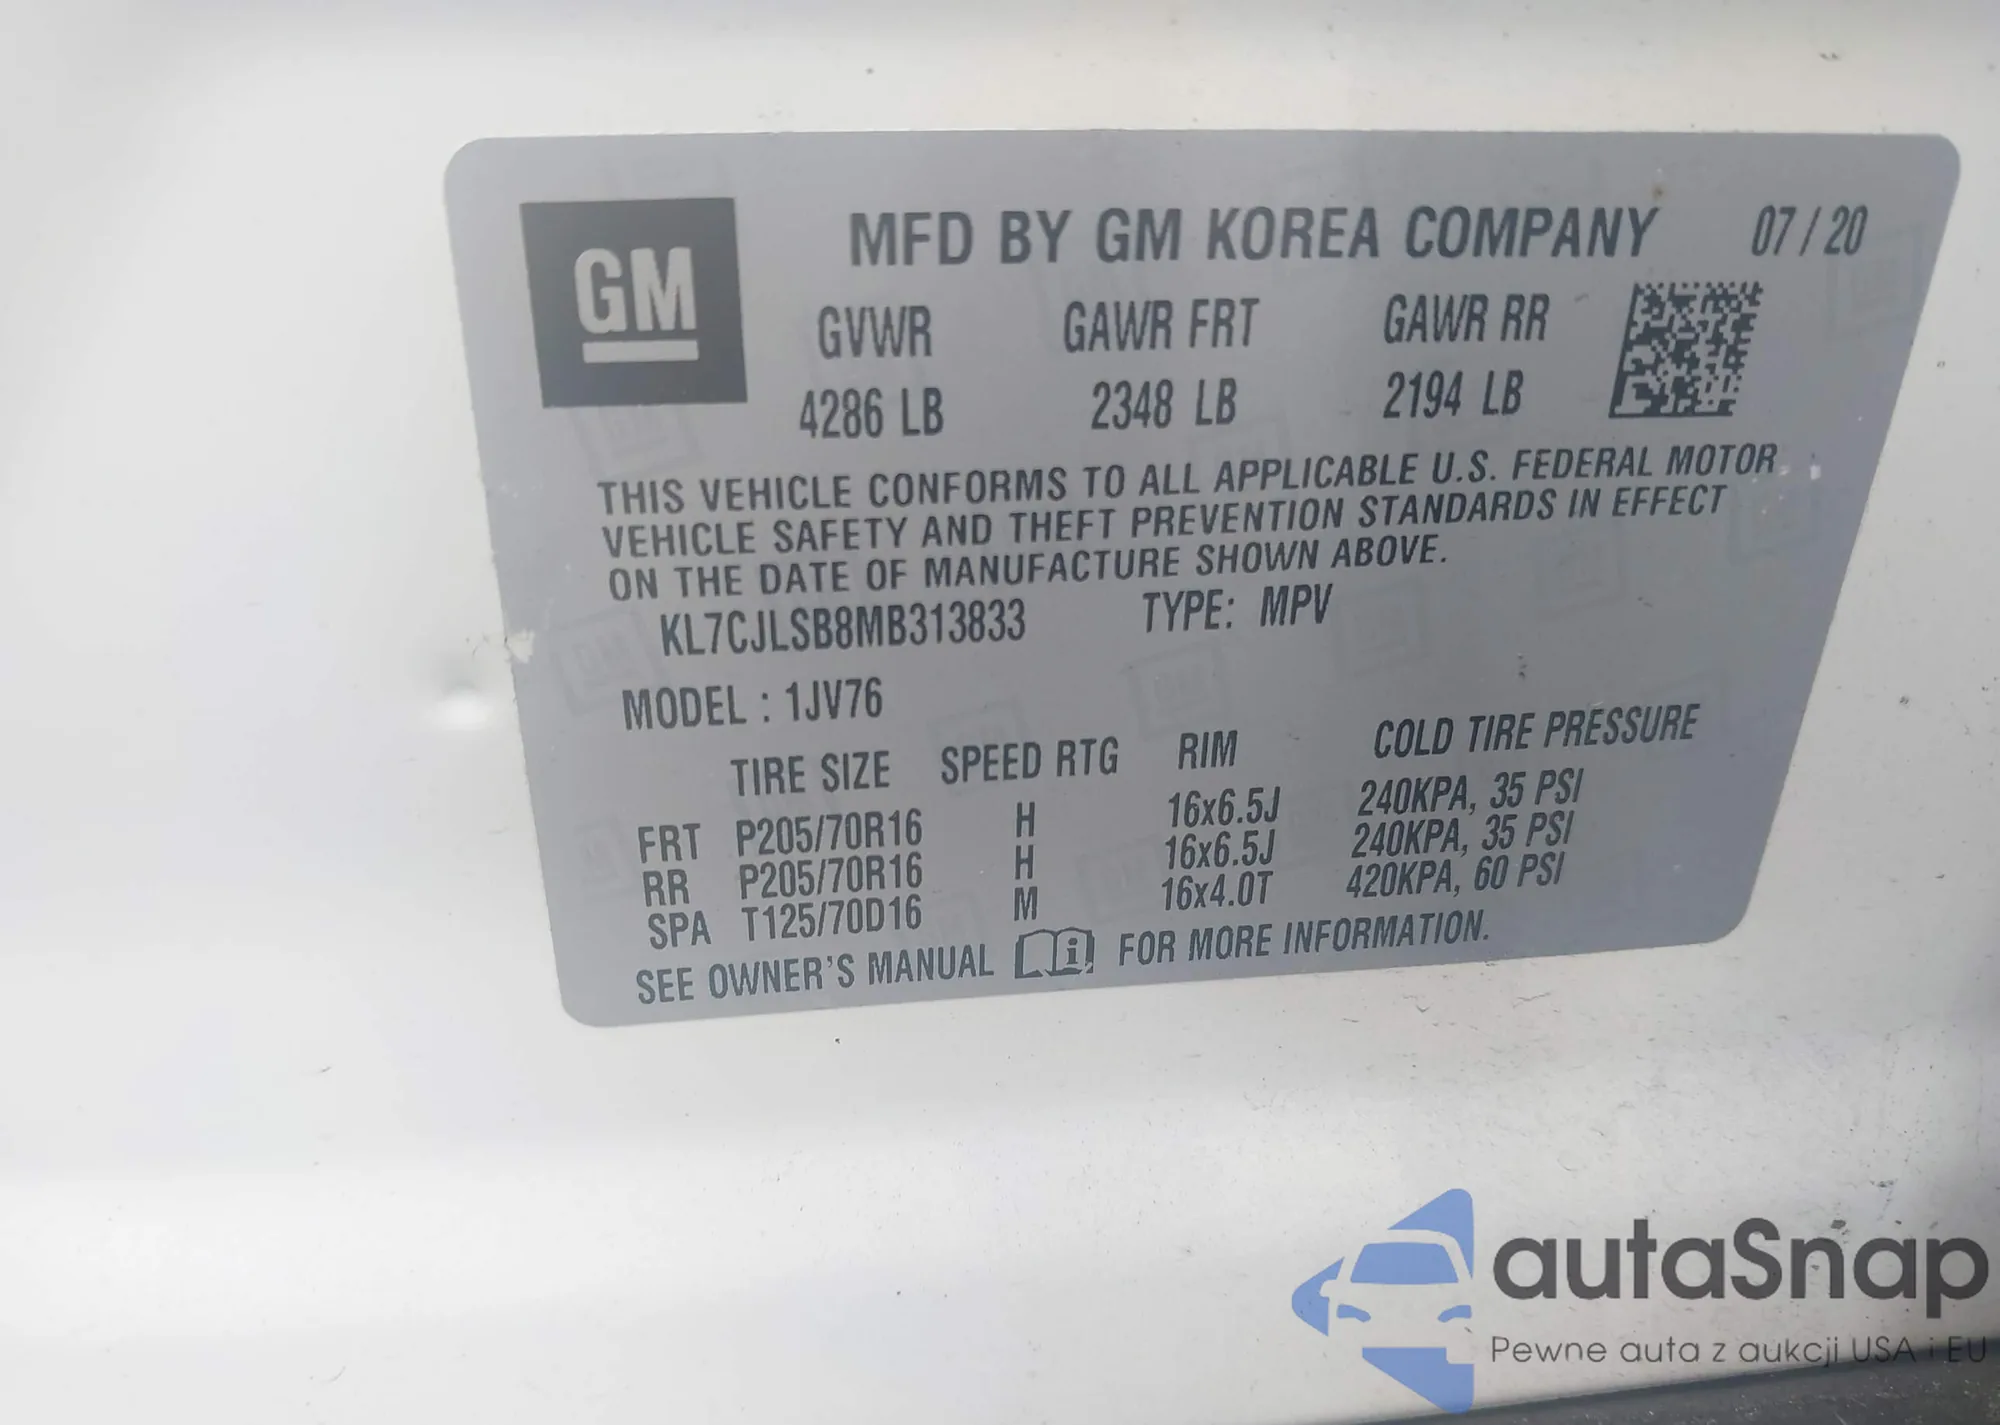 GM
MFD BY GM KOREA COMPANY 07/20
GVWR GAWR FRT GAWR RR
4286 LB 2348 LB 2194 LB
THIS VEHICLE CONFORMS TO ALL APPLICABLE U.S. FEDERAL MOTOR
VEHICLE SAFETY AND THEFT PREVENTION STANDARDS IN EFFECT
ON THE DATE OF MANUFACTURE SHOWN ABOVE.
KL7CJLSB8MB313833 TYPE: MPV
MODEL : 1JV76
TIRE SIZE SPEED RTG RIM COLD TIRE PRESSURE
FRT P205/70R16 H 16x6.5J 240KPA, 35 PSI
RR P205/70R16 H 16x6.5J 240KPA, 35 PSI
SPA T125/70D16 M 16x4.0T 420KPA, 60 PSI
SEE OWNER'S MANUAL i FOR MORE INFORMATION.
autaSnap
Pewne auta z aukcji USA i EU